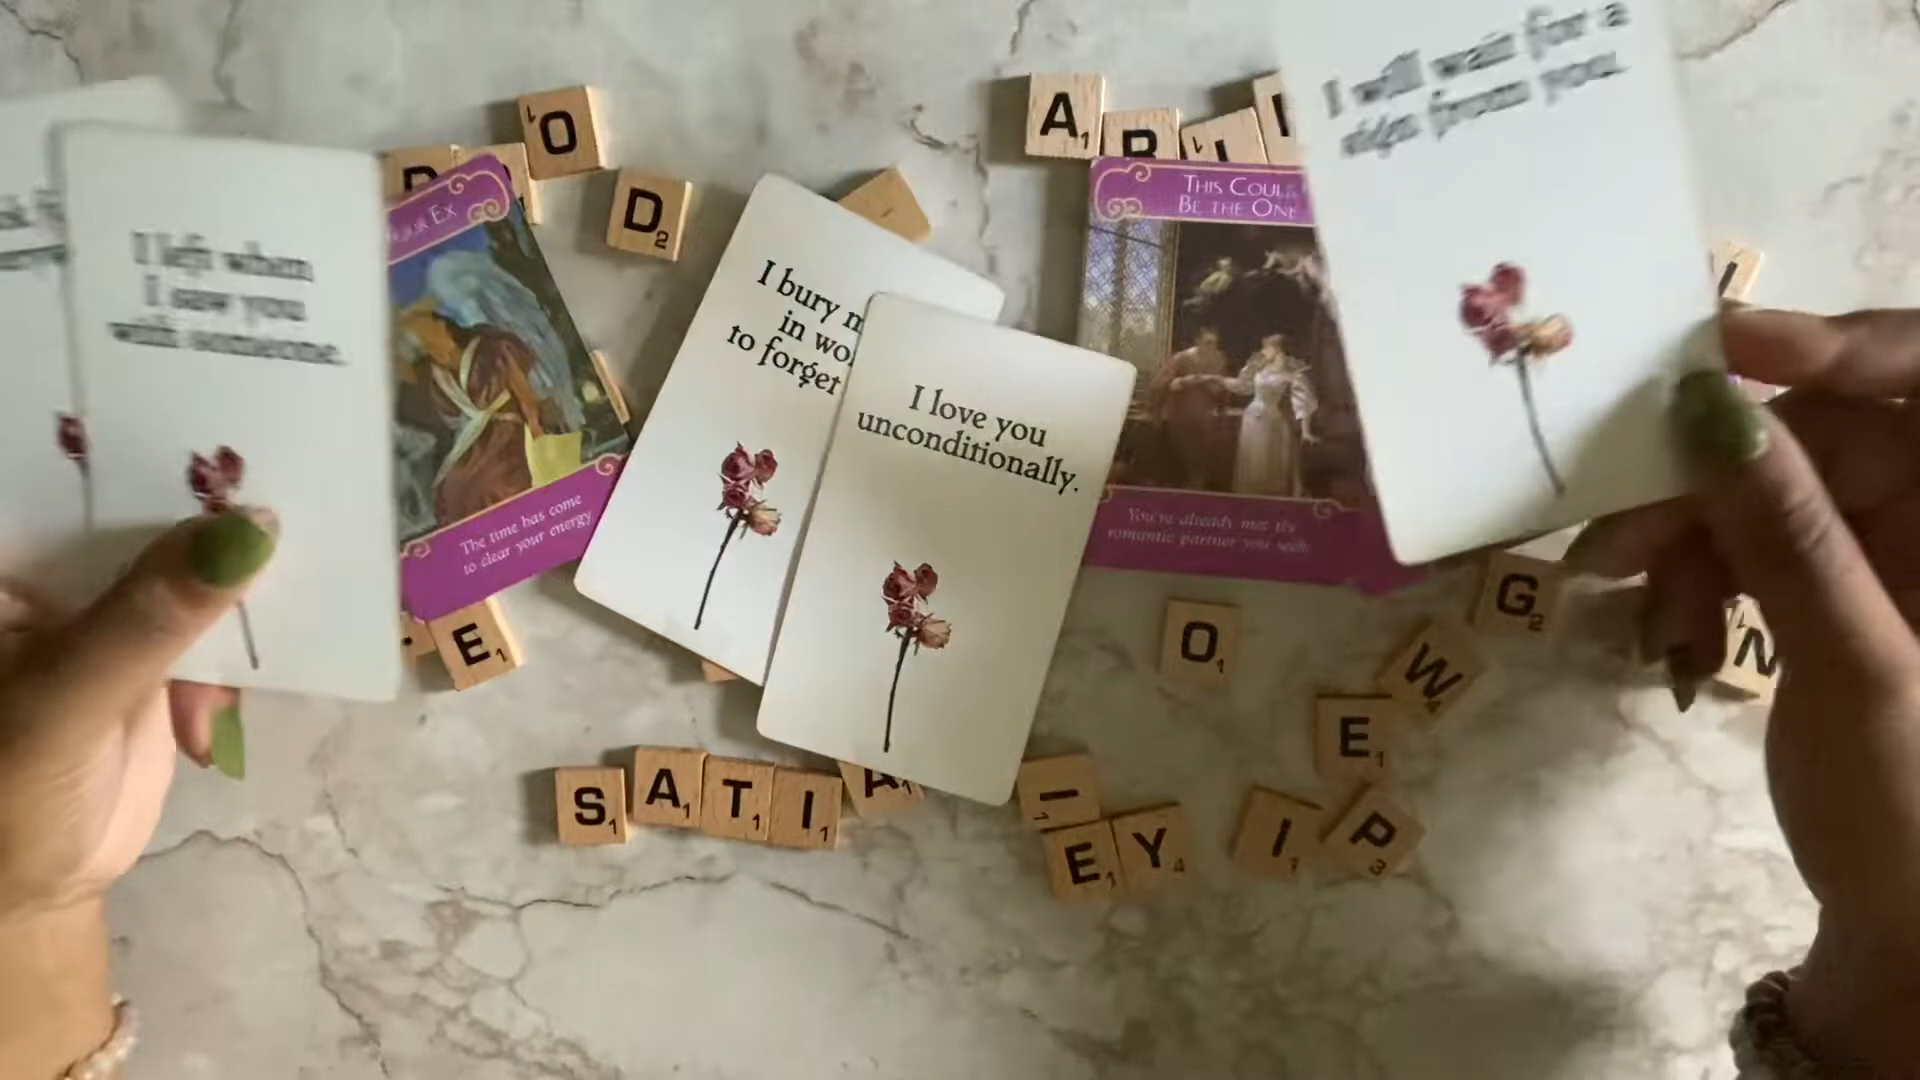 I left when
I saw you
with someone.
Ex
The time has come
to clear your energy
I bury
in
to forget
I love you
unconditionally.
THIS
BE THE ONE
You've already met the
romantic partner you seek
I will wait for a
sign from you.
O
D
A
E
S A T I A
I
E Y
O
G
W
E
I P
N